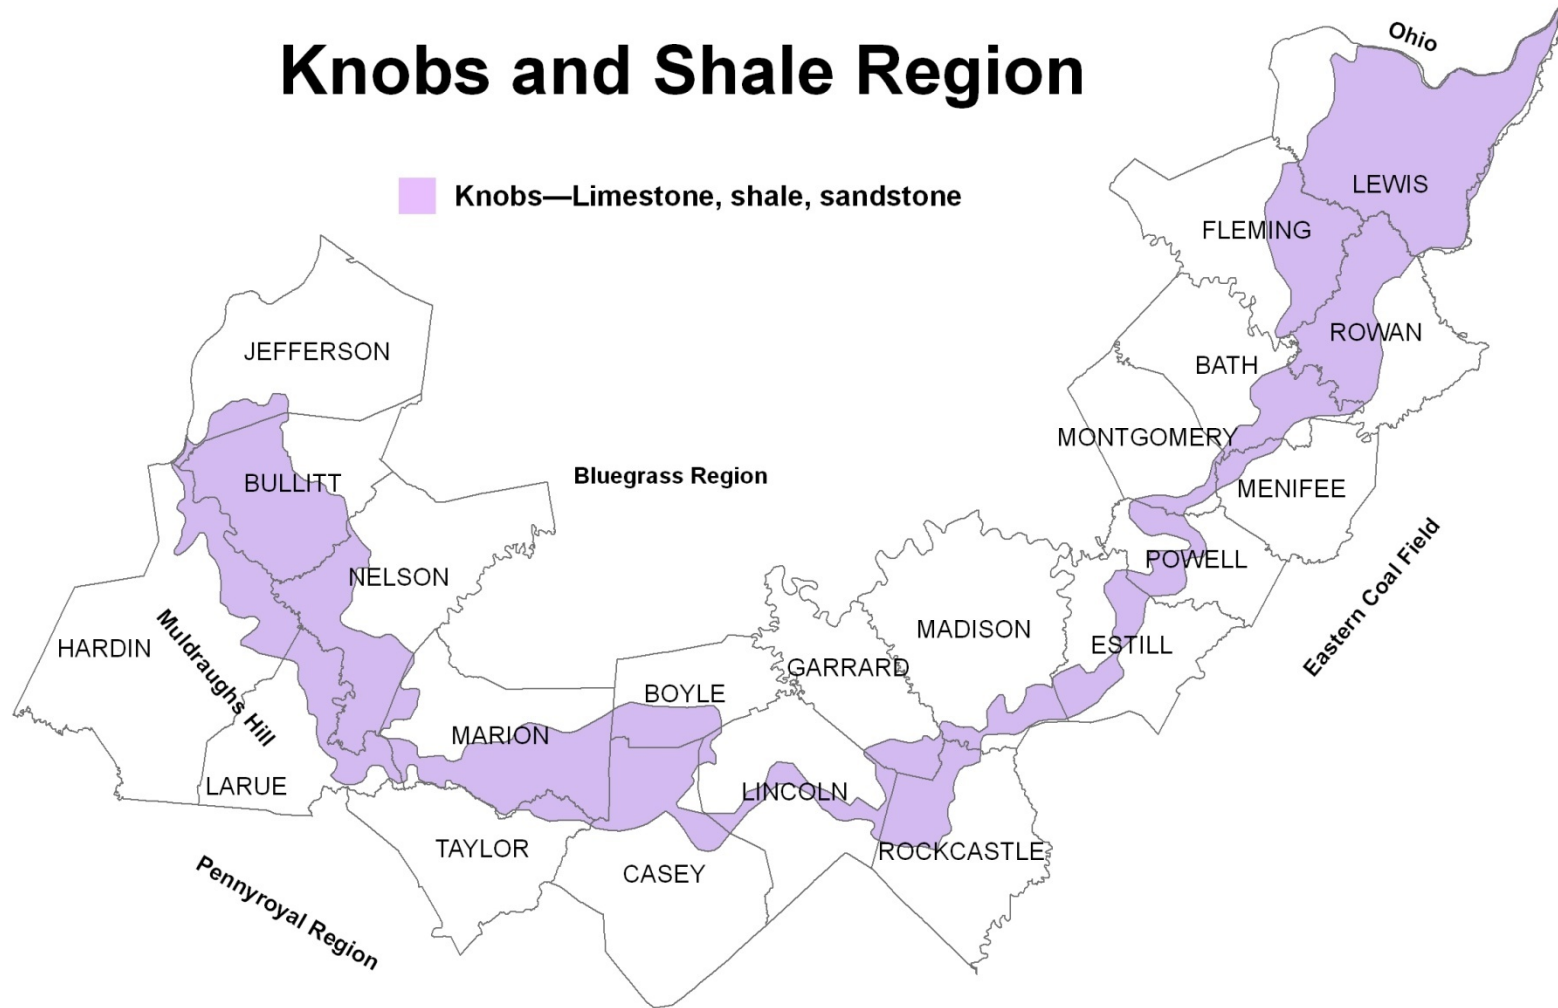 Knobs and Shale Region
Ohio
Knobs—Limestone, shale, sandstone
LEWIS
FLEMING
ROWAN
JEFFERSON
BATH
MONTGOMERY
BULLITT
Bluegrass Region
MENIFEE
POWELL
NELSON
Eastern Coal Field
MADISON
ESTILL
HARDIN
Muldraughs Hill
GARRARD
BOYLE
MARION
LARUE
LINCOLN
TAYLOR
ROCKCASTLE
CASEY
Pennyroyal Region